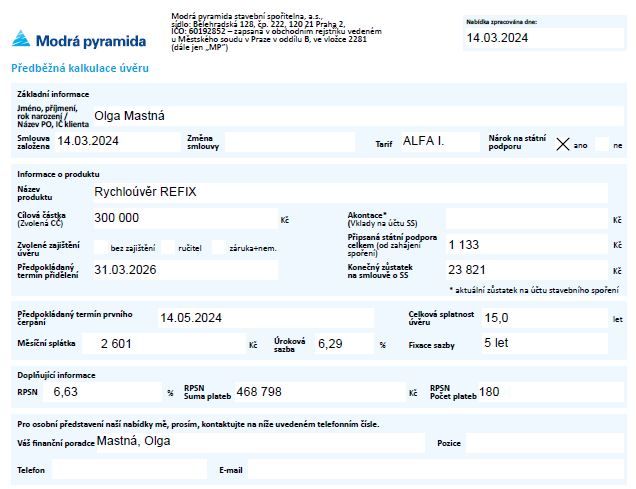 Modrá pyramida
Modrá pyramida stavební spořitelna, a.s.,
sídlo: Bělehradská 128, čp. 222, 120 21 Praha 2,
IČO: 60192852 – zapsaná v obchodním rejstříku vedeném
u Městského soudu v Praze v oddílu B, ve vložce 2281
(dále jen „MP“)
Nabídka zpracována dne:
14.03.2024
Předběžná kalkulace úvěru
Základní informace
Jméno, příjmení,
rok narození /
Název PO, IČ klienta
Olga Mastná
Smlouva
založena
14.03.2024
Změna
smlouvy
Tarif
ALFA I.
Nárok na státní
podporu
X ano
ne
Informace o produktu
Název
produktu
Rychloúvěr REFIX
Cílová částka
(Zvolená CČ)
300 000
Kč
Akontace*
(Vklady na účtu SS)
Kč
Zvolené zajištění
úvěru
bez zajištění
ručitel
záruka+nem.
Připsaná státní podpora
celkem (od zahájení
spoření)
1 133
Kč
Předpokládaný
termín přidělení
31.03.2026
Konečný zůstatek
na smlouvě o SS
23 821
Kč
* aktuální zůstatek na účtu stavebního spoření
Předpokládaný termín prvního
čerpání
14.05.2024
Celková splatnost
úvěru
15,0
let
Měsíční splátka
2 601
Kč
Úroková
sazba
6,29
%
Fixace sazby
5 let
Doplňující informace
RPSN
6,63
%
RPSN
Suma plateb
468 798
Kč
RPSN
Počet plateb
180
Pro osobní představení naší nabídky mě, prosím, kontaktujte na níže uvedeném telefonním čísle.
Váš finanční poradce
Mastná, Olga
Pozice
Telefon
E-mail